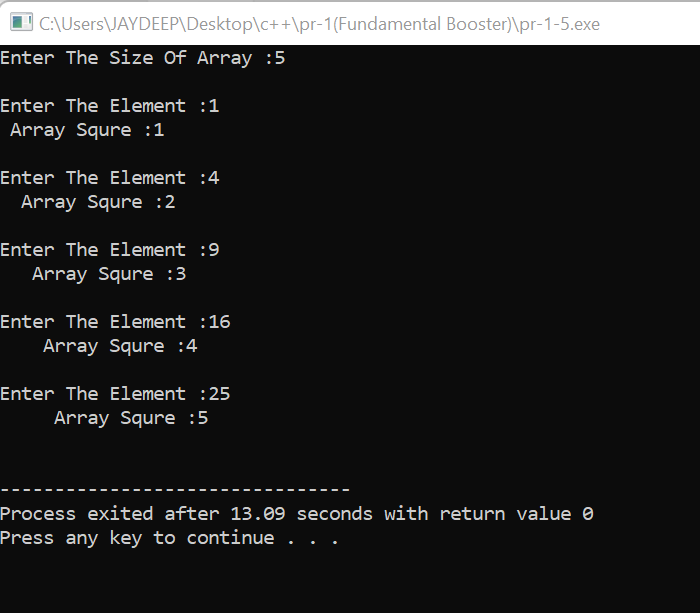 C:\Users\JAYDEEP\Desktop\c++\pr-1(Fundamental Booster)\pr-1-5.exe
Enter The Size Of Array :5
Enter The Element :1
Array Squre :1
Enter The Element :4
Array Squre :2
Enter The Element :9
Array Squre :3
Enter The Element :16
Array Squre :4
Enter The Element :25
Array Squre :5
--------------------------------
Process exited after 13.09 seconds with return value 0
Press any key to continue . . .